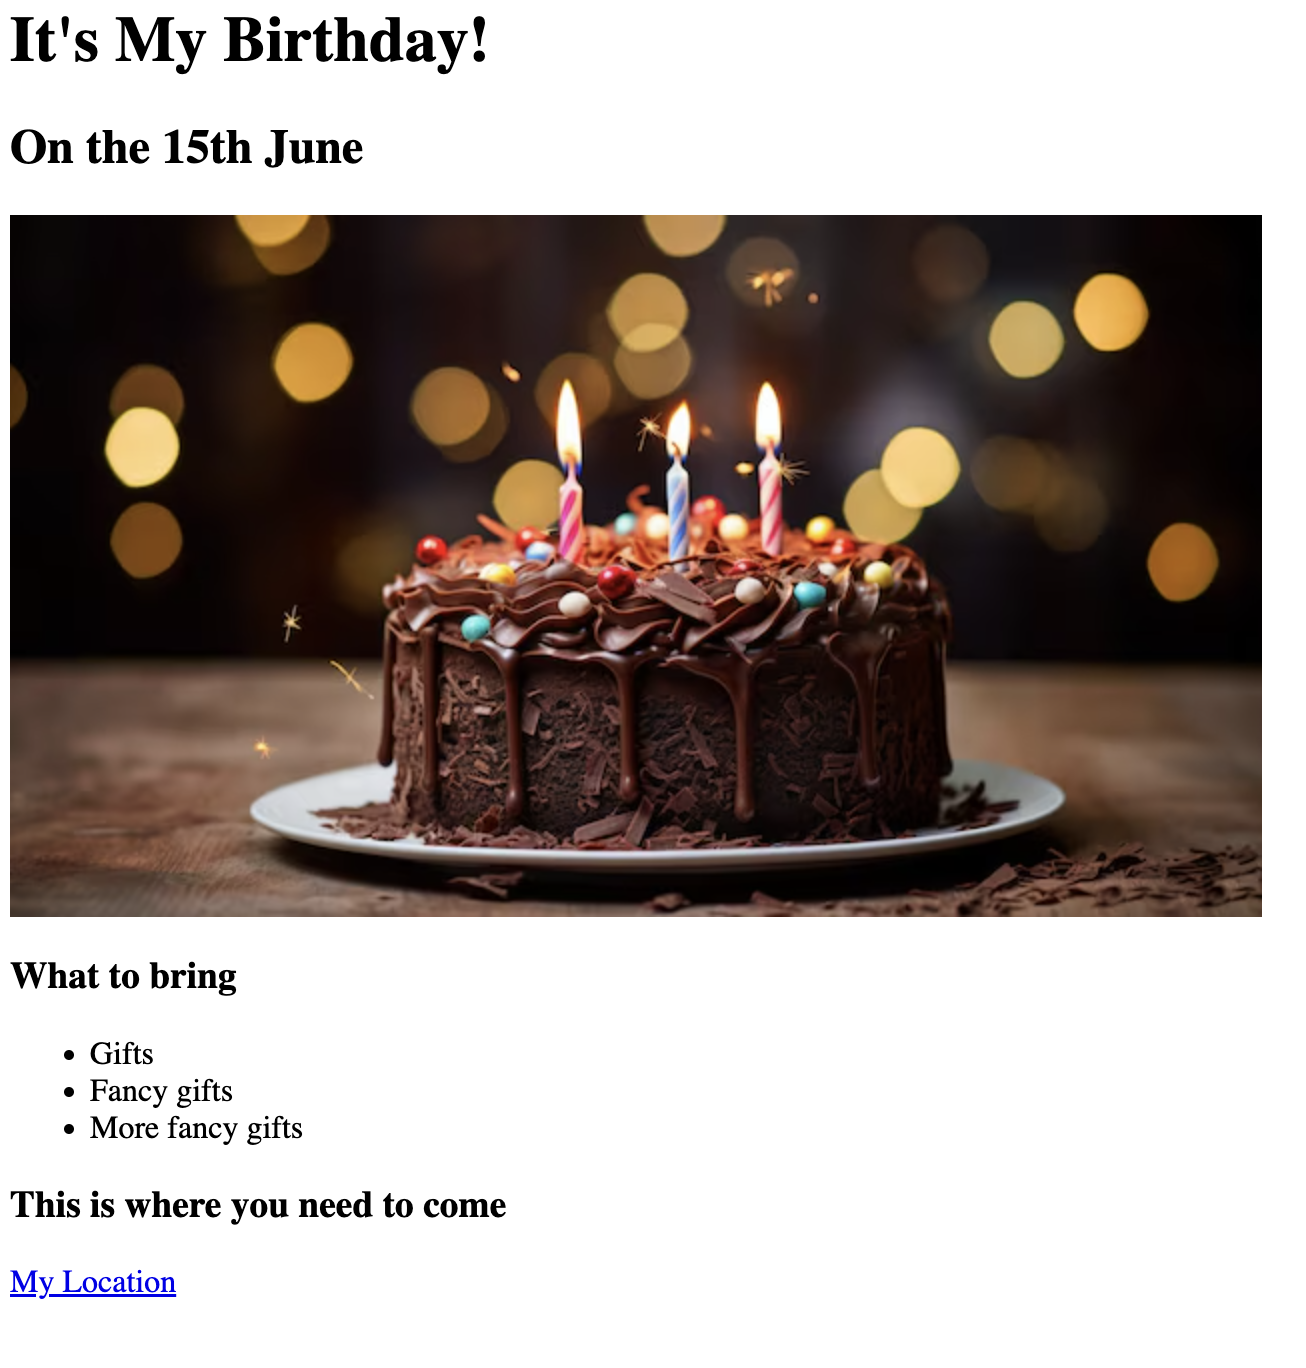 It's My Birthday!
On the 15th June
What to bring
Gifts
Fancy gifts
More fancy gifts
This is where you need to come
My Location